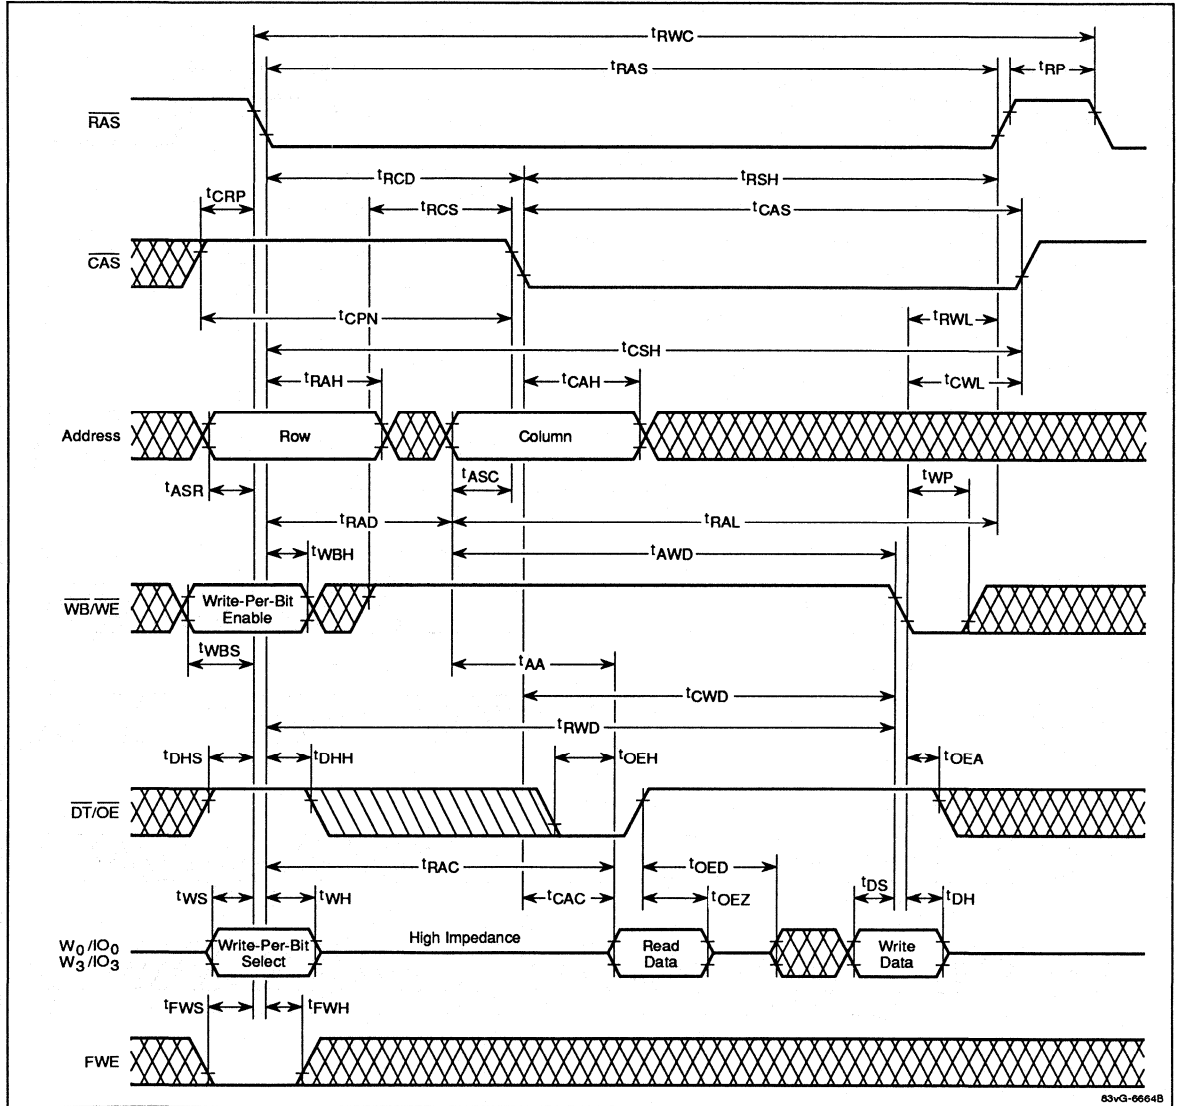 tRWC
tRAS
tRP
RAS
tRCD
tRSH
tCRP
tRCS
tCAS
CAS
tCPN
tRWL
tCSH
tRAH
tCAH
tCWL
Address
Row
Column
tASR
tASC
tWP
tRAD
tRAL
tWBH
tAWD
WB/WE
Write-Per-Bit
Enable
tWBS
tAA
tCWD
tRWD
tDHS
tDHH
tOEH
tOEA
DT/OE
tRAC
tOED
tWS
tWH
tCAC
tOEZ
tDS
tDH
W0/IO0
W3/IO3
Write-Per-Bit
Select
High Impedance
Read
Data
Write
Data
tFWS
tFWH
FWE
83vG-6664B